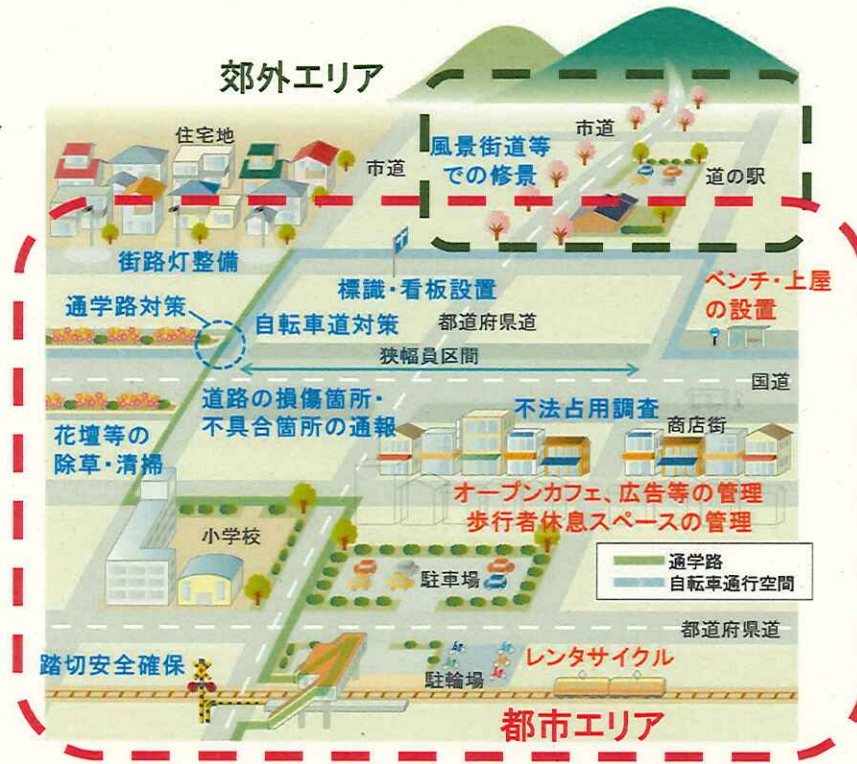 郊外エリア
住宅地
市道
市道
風景街道等
での修景
道の駅
街路灯整備
標識・看板設置
ベンチ・上屋
の設置
通学路対策
自転車道対策
都道府県道
狭幅員区間
国道
道路の損傷箇所・
不具合箇所の通報
不法占用調査
商店街
花壇等の
除草・清掃
オープンカフェ、広告等の管理
歩行者休息スペースの管理
小学校
通学路
自転車通行空間
駐車場
都道府県道
踏切安全確保
駐輪場
レンタサイクル
都市エリア